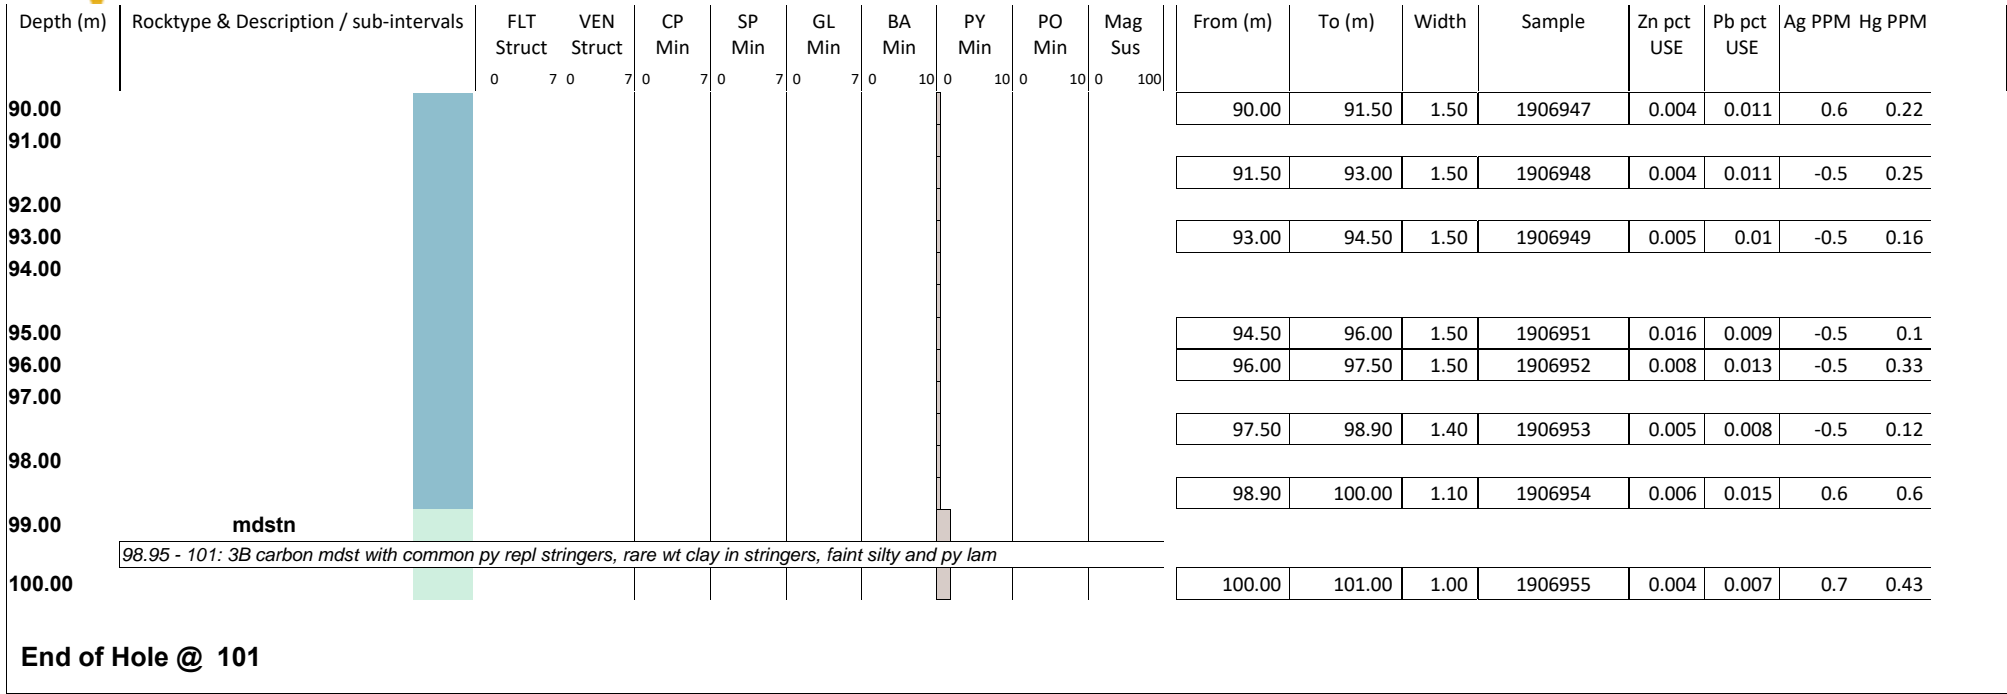 Depth (m) Rocktype & Description / sub-intervals FLT VEN CP SP GL BA PY PO Mag From (m) To (m) Width Sample Zn pct Pb pct Ag PPM Hg PPM
Struct Struct Min Min Min Min Min Min Sus USE USE
0 7 0 7 0 7 0 7 0 7 0 10 0 10 0 10 0 100
90.00 90.00 91.50 1.50 1906947 0.004 0.011 0.6 0.22
91.00
91.50 93.00 1.50 1906948 0.004 0.011 -0.5 0.25
92.00
93.00 93.00 94.50 1.50 1906949 0.005 0.01 -0.5 0.16
94.00
95.00 94.50 96.00 1.50 1906951 0.016 0.009 -0.5 0.1
96.00 96.00 97.50 1.50 1906952 0.008 0.013 -0.5 0.33
97.00
97.50 98.90 1.40 1906953 0.005 0.008 -0.5 0.12
98.00
98.90 100.00 1.10 1906954 0.006 0.015 0.6 0.6
99.00 mdstn
98.95 - 101: 3B carbon mdst with common py repl stringers, rare wt clay in stringers, faint silty and py lam
100.00 100.00 101.00 1.00 1906955 0.004 0.007 0.7 0.43
End of Hole @ 101